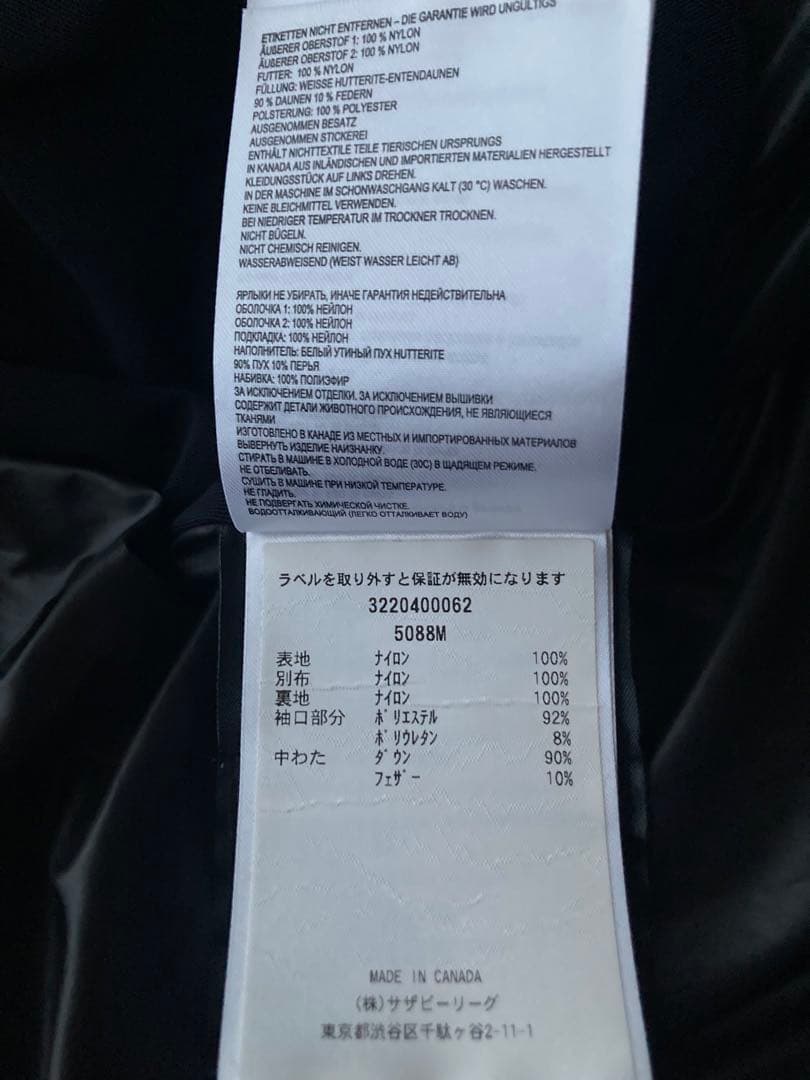 ETIKETTEN NICHT ENTFERNEN – DIE GARANTIE WIRD UNGÜLTIGS
ÄUßERER OBERSTOF 1: 100 % NYLON
ÄUßERER OBERSTOF 2: 100 % NYLON
FUTTER: 100 % NYLON
FÜLLUNG: WEISSE HUTTERITE-ENTENDAUNEN
90 % DAUNEN 10 % FEDERN
POLSTERUNG: 100 % POLYESTER
AUSGENOMMEN BESATZ
AUSGENOMMEN STICKEREI
ENTHÄLT NICHTTEXTILE TEILE TIERISCHEN URSPRUNGS
IN KANADA AUS INLÄNDISCHEN UND IMPORTIERTEN MATERIALIEN HERGESTELLT
KLEIDUNGSSTÜCK AUF LINKS DREHEN.
IN DER MASCHINE IM SCHONWASCHGANG KALT (30 °C) WASCHEN.
KEINE BLEICHMITTEL VERWENDEN.
BEI NIEDRIGER TEMPERATUR IM TROCKNER TROCKNEN.
NICHT BÜGELN.
NICHT CHEMISCH REINIGEN.
WASSERABWEISEND (WEIST WASSER LEICHT AB)
ЯРЛЫКИ НЕ УБИРАТЬ, ИНАЧЕ ГАРАНТИЯ НЕДЕЙСТВИТЕЛЬНА
ОБОЛОЧКА 1: 100% НЕЙЛОН
ОБОЛОЧКА 2: 100% НЕЙЛОН
ПОДКЛАДКА: 100% НЕЙЛОН
НАПОЛНИТЕЛЬ: БЕЛЫЙ УТИНЫЙ ПУХ HUTTERITE
90% ПУХ 10% ПЕРЬЯ
НАБИВКА: 100% ПОЛИЭФИР
ЗА ИСКЛЮЧЕНИЕМ ОТДЕЛКИ. ЗА ИСКЛЮЧЕНИЕМ ВЫШИВКИ
СОДЕРЖИТ ДЕТАЛИ ЖИВОТНОГО ПРОИСХОЖДЕНИЯ, НЕ ЯВЛЯЮЩИЕСЯ
ТКАНЯМИ
ИЗГОТОВЛЕНО В КАНАДЕ ИЗ МЕСТНЫХ И ИМПОРТИРОВАННЫХ МАТЕРИАЛОВ
ВЫВЕРНУТЬ ИЗДЕЛИЕ НАИЗНАНКУ.
СТИРАТЬ В МАШИНЕ В ХОЛОДНОЙ ВОДЕ (30С) В ЩАДЯЩЕМ РЕЖИМЕ.
НЕ ОТБЕЛИВАТЬ.
СУШИТЬ В МАШИНЕ ПРИ НИЗКОЙ ТЕМПЕРАТУРЕ.
НЕ ГЛАДИТЬ.
НЕ ПОДВЕРГАТЬ ХИМИЧЕСКОЙ ЧИСТКЕ.
ВОДООТТАЛКИВАЮЩИЙ (ЛЕГКО ОТТАЛКИВАЕТ ВОДУ)
ラベルを取り外すと保証が無効になります
3220400062
5088M
表地 ﾅｲﾛﾝ 100%
別布 ﾅｲﾛﾝ 100%
裏地 ﾅｲﾛﾝ 100%
袖口部分 ﾎﾟﾘｴｽﾃﾙ 92%
ﾎﾟﾘｳﾚﾀﾝ 8%
中わた ﾀﾞｳﾝ 90%
ﾌｪｻﾞｰ 10%
MADE IN CANADA
(株)サザビーリーグ
東京都渋谷区千駄ヶ谷2-11-1